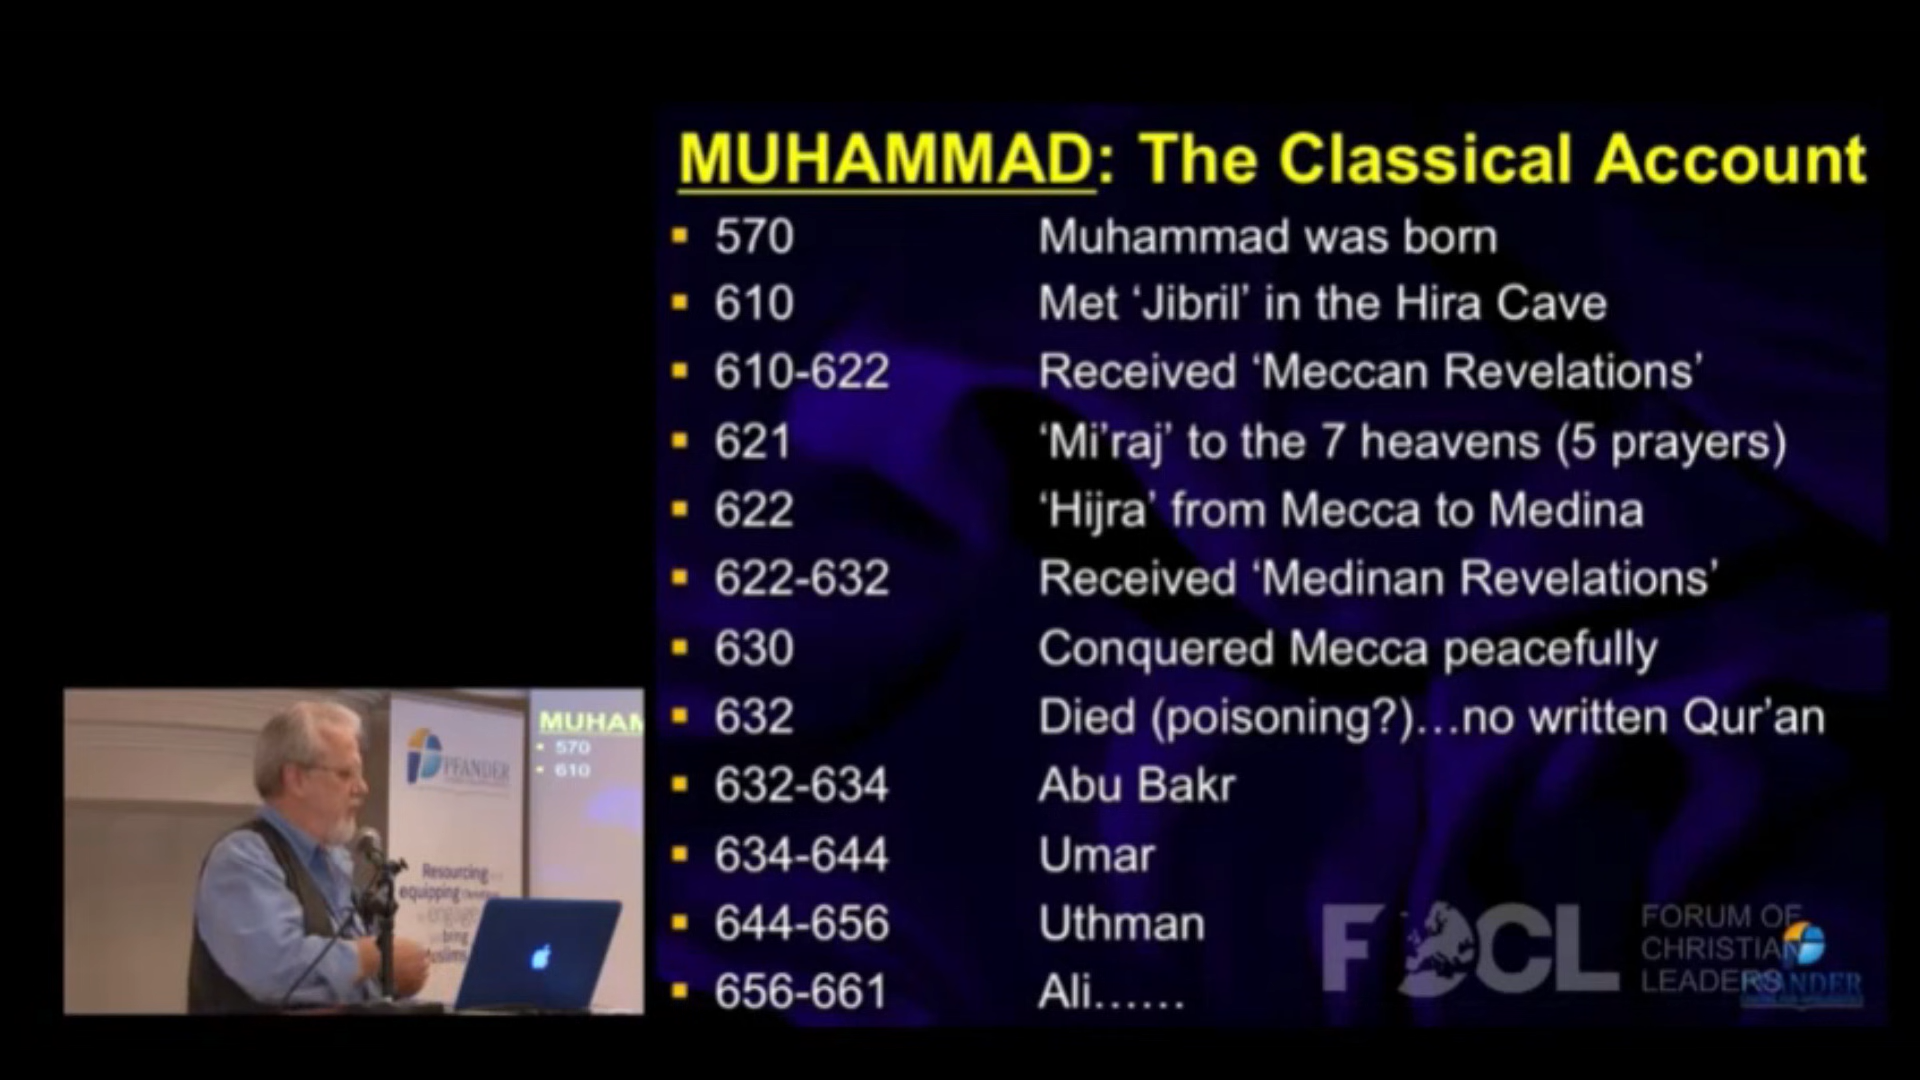 MUHAMMAD: The Classical Account
▪ 570 Muhammad was born
▪ 610 Met ‘Jibril’ in the Hira Cave
▪ 610-622 Received ‘Meccan Revelations’
▪ 621 ‘Mi’raj’ to the 7 heavens (5 prayers)
▪ 622 ‘Hijra’ from Mecca to Medina
▪ 622-632 Received ‘Medinan Revelations’
▪ 630 Conquered Mecca peacefully
▪ 632 Died (poisoning?)…no written Qur’an
▪ 632-634 Abu Bakr
▪ 634-644 Umar
▪ 644-656 Uthman
▪ 656-661 Ali……
FOCL
FORUM OF
CHRISTIAN
LEADERS
PFANDER
Resourcing
equipping
engage
MUHAM
• 570
• 610